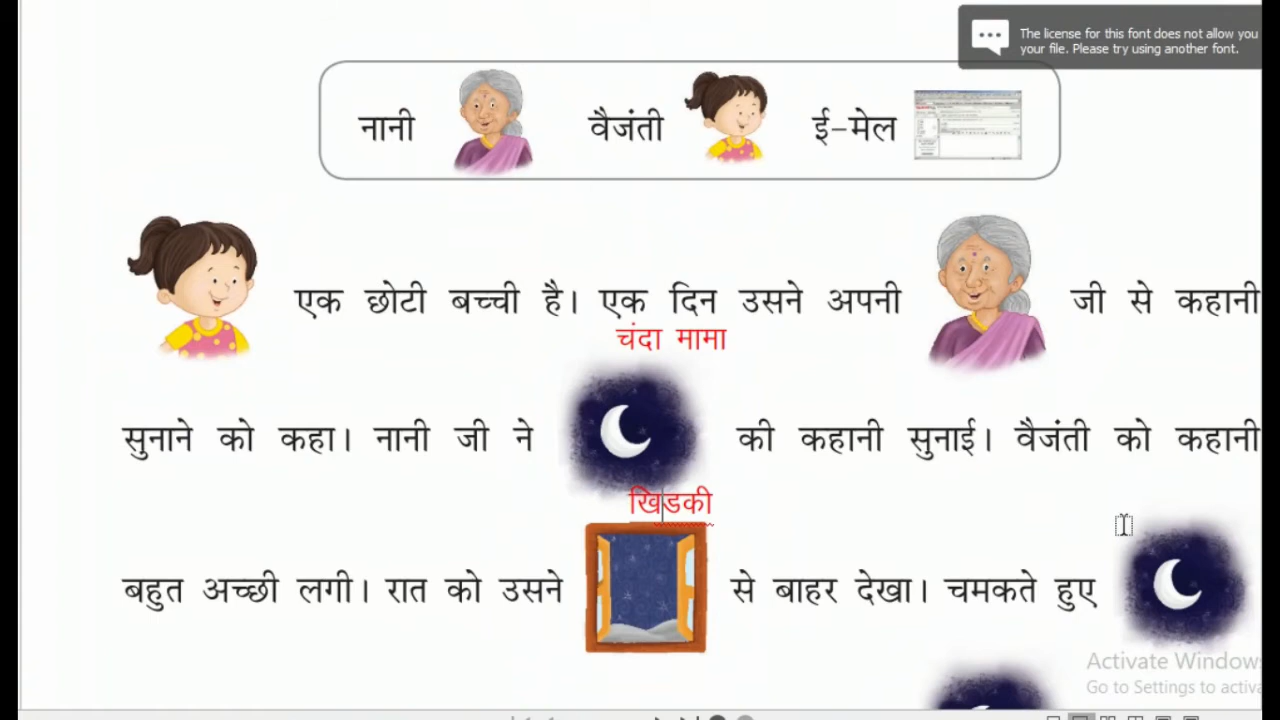 The license for this font does not allow you
your file. Please try using another font.
नानी वैजंती ई-मेल
एक छोटी बच्ची है। एक दिन उसने अपनी जी से कहानी
चंदा मामा
सुनाने को कहा। नानी जी ने की कहानी सुनाई। वैजंती को कहानी
खिडकी
बहुत अच्छी लगी। रात को उसने से बाहर देखा। चमकते हुए
Activate Windows
Go to Settings to activa